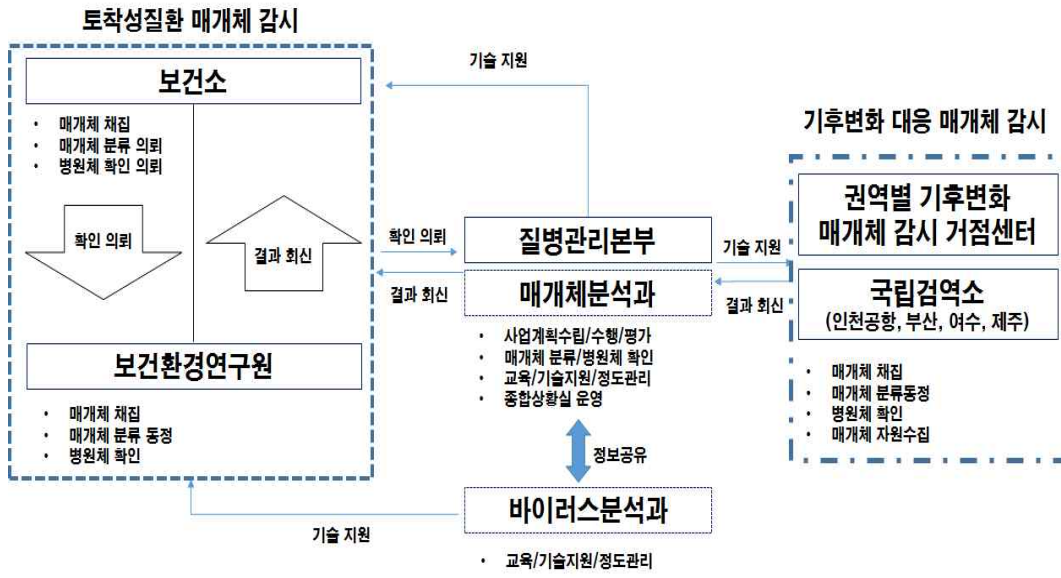 토착성질환 매개체 감시
보건소
• 매개체 채집
• 매개체 분류 의뢰
• 병원체 확인 의뢰
확인 의뢰
결과 회신
보건환경연구원
• 매개체 채집
• 매개체 분류 동정
• 병원체 확인
기술 지원
확인 의뢰
결과 회신
질병관리본부
매개체분석과
• 사업계획수립/수행/평가
• 매개체 분류/병원체 확인
• 교육/기술지원/정도관리
• 종합상황실 운영
정보공유
바이러스분석과
• 교육/기술지원/정도관리
기술 지원
기술 지원
결과 회신
기후변화 대응 매개체 감시
권역별 기후변화
매개체 감시 거점센터
국립검역소
(인천공항, 부산, 여수, 제주)
• 매개체 채집
• 매개체 분류동정
• 병원체 확인
• 매개체 자원수집